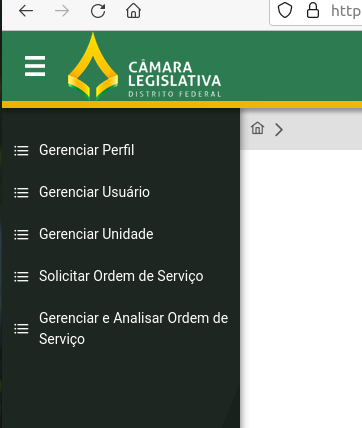 http
CÂMARA
LEGISLATIVA
DISTRITO FEDERAL
Gerenciar Perfil
Gerenciar Usuário
Gerenciar Unidade
Solicitar Ordem de Serviço
Gerenciar e Analisar Ordem de
Serviço